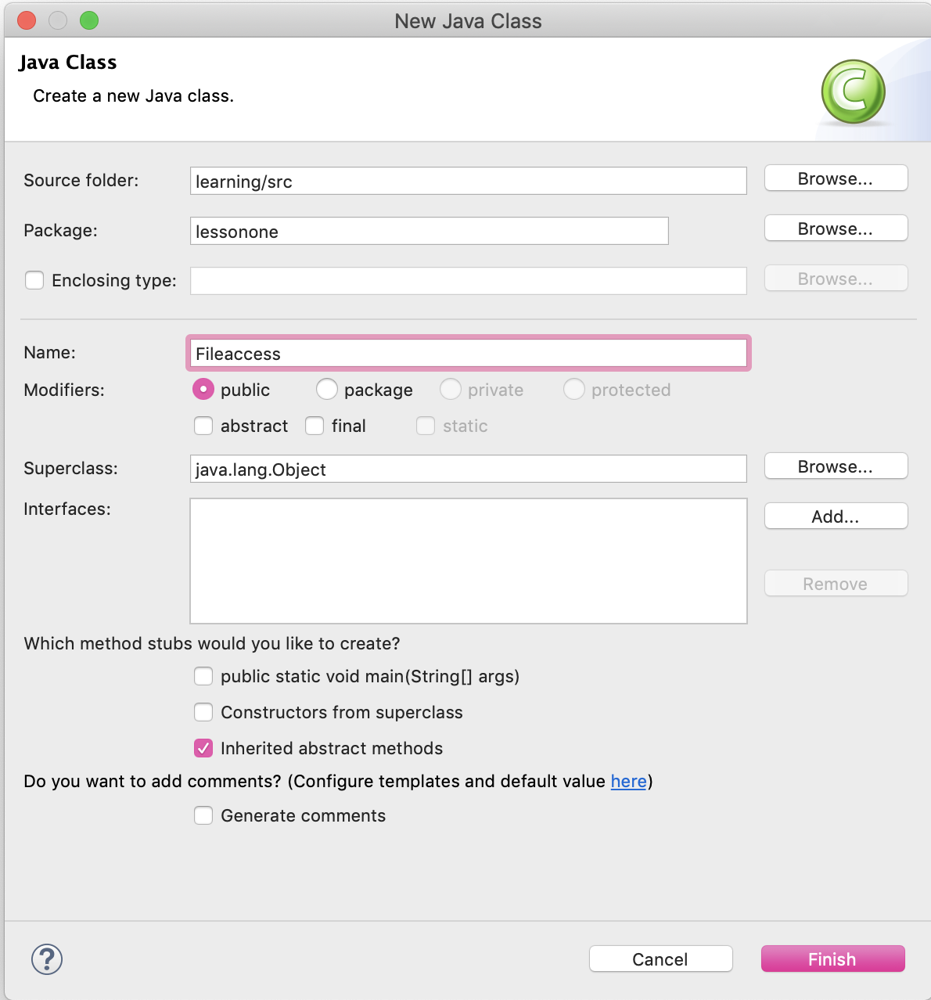 New Java Class
Java Class
Create a new Java class.
C
Source folder: learning/src Browse...
Package: lessonone Browse...
Enclosing type: Browse...
Name: Fileaccess
Modifiers: public package private protected
abstract final static
Superclass: java.lang.Object Browse...
Interfaces: Add...
Remove
Which method stubs would you like to create?
public static void main(String[] args)
Constructors from superclass
Inherited abstract methods
Do you want to add comments? (Configure templates and default value here)
Generate comments
? Cancel Finish